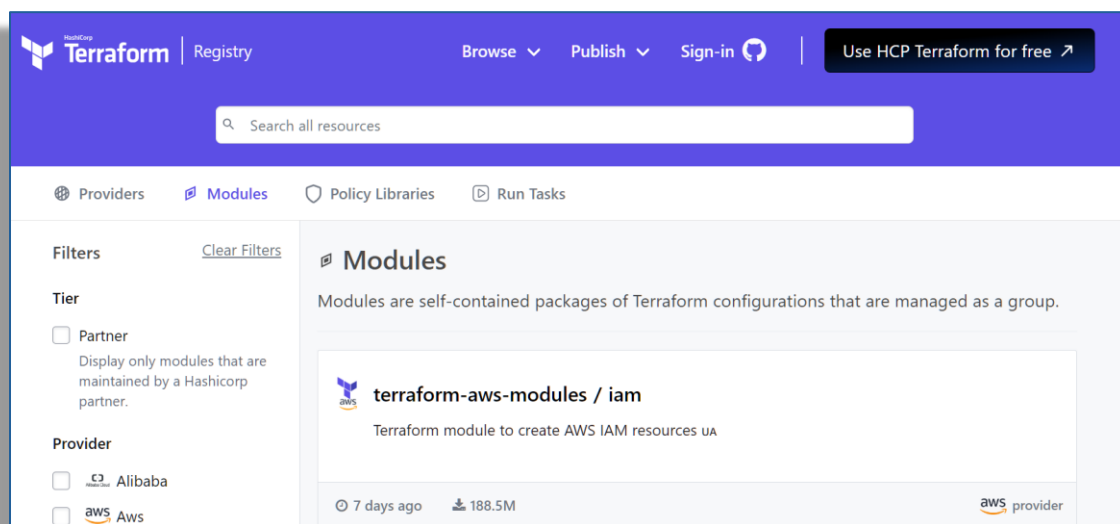 HashiCorp
Terraform Registry
Browse Publish Sign-in Use HCP Terraform for free ↗
Search all resources
Providers Modules Policy Libraries Run Tasks
Filters Clear Filters
Tier
Partner
Display only modules that are
maintained by a Hashicorp
partner.
Provider
Alibaba
aws Aws
Modules
Modules are self-contained packages of Terraform configurations that are managed as a group.
aws
terraform-aws-modules / iam
Terraform module to create AWS IAM resources UA
7 days ago 188.5M aws provider